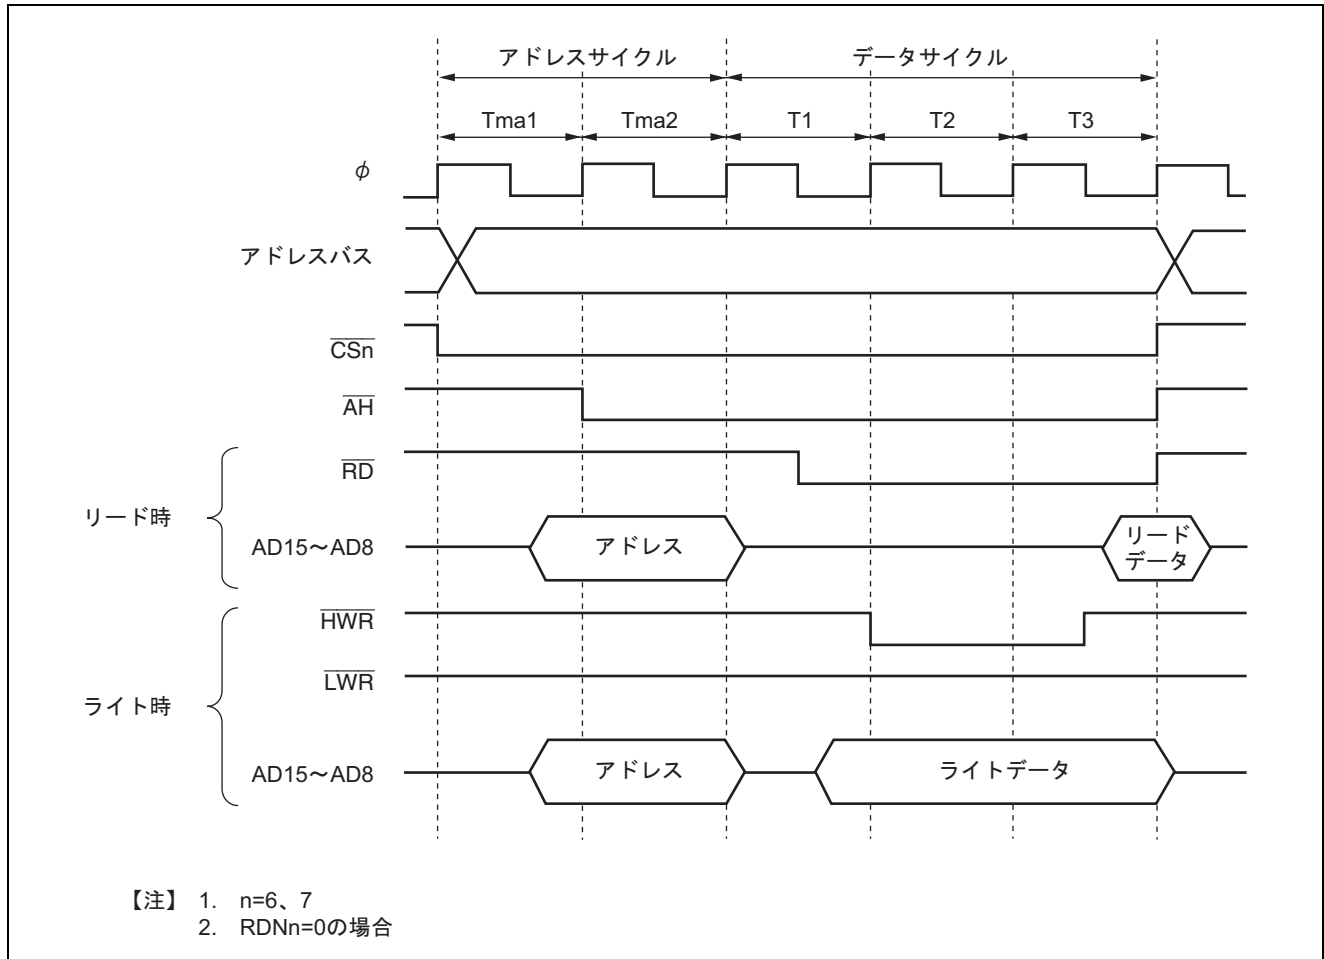 アドレスサイクル データサイクル
Tma1 Tma2 T1 T2 T3
φ
アドレスバス
CSn
AH
RD
リード時
AD15～AD8 アドレス リード
データ
HWR
LWR
ライト時
AD15～AD8 アドレス ライトデータ
【注】 1. n=6、7
2. RDNn=0の場合